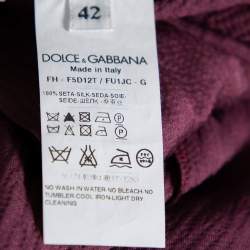 42
DOLCE & GABBANA
Made in Italy
FH - F5D12T / FU1JC - G
100% SETA-SILK-SEDA-SOIE
SEIDE-ШЕЛК
NO WASH IN WATER-NO BLEACH-NO
TUMBLER-COOL IRON-LIGHT DRY
CLEANING